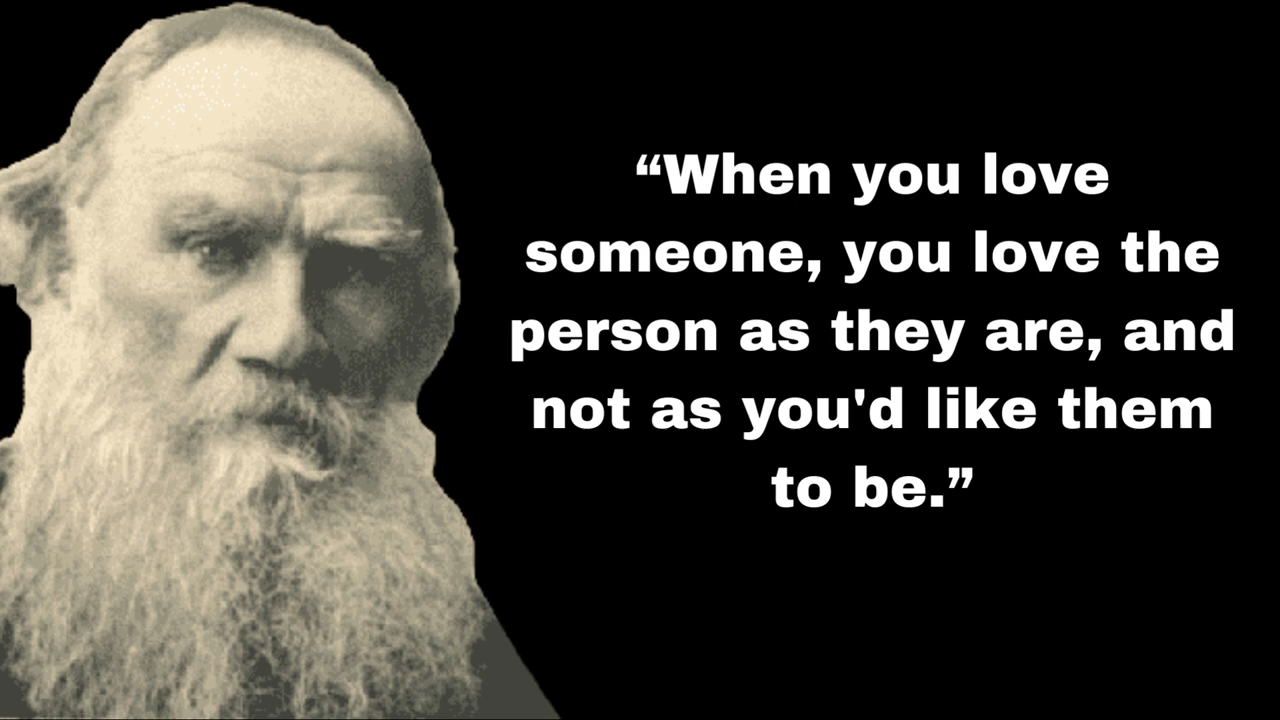 “When you love
someone, you love the
person as they are, and
not as you'd like them
to be.”